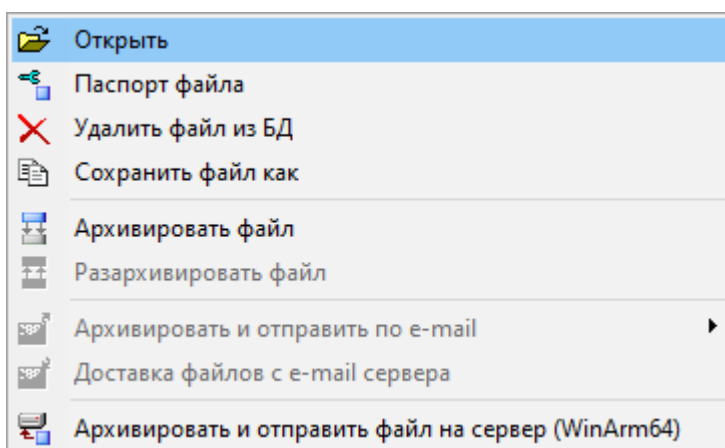 Открыть
Паспорт файла
Удалить файл из БД
Сохранить файл как
Архивировать файл
Разархивировать файл
Архивировать и отправить по e-mail
Доставка файлов с e-mail сервера
Архивировать и отправить файл на сервер (WinArm64)